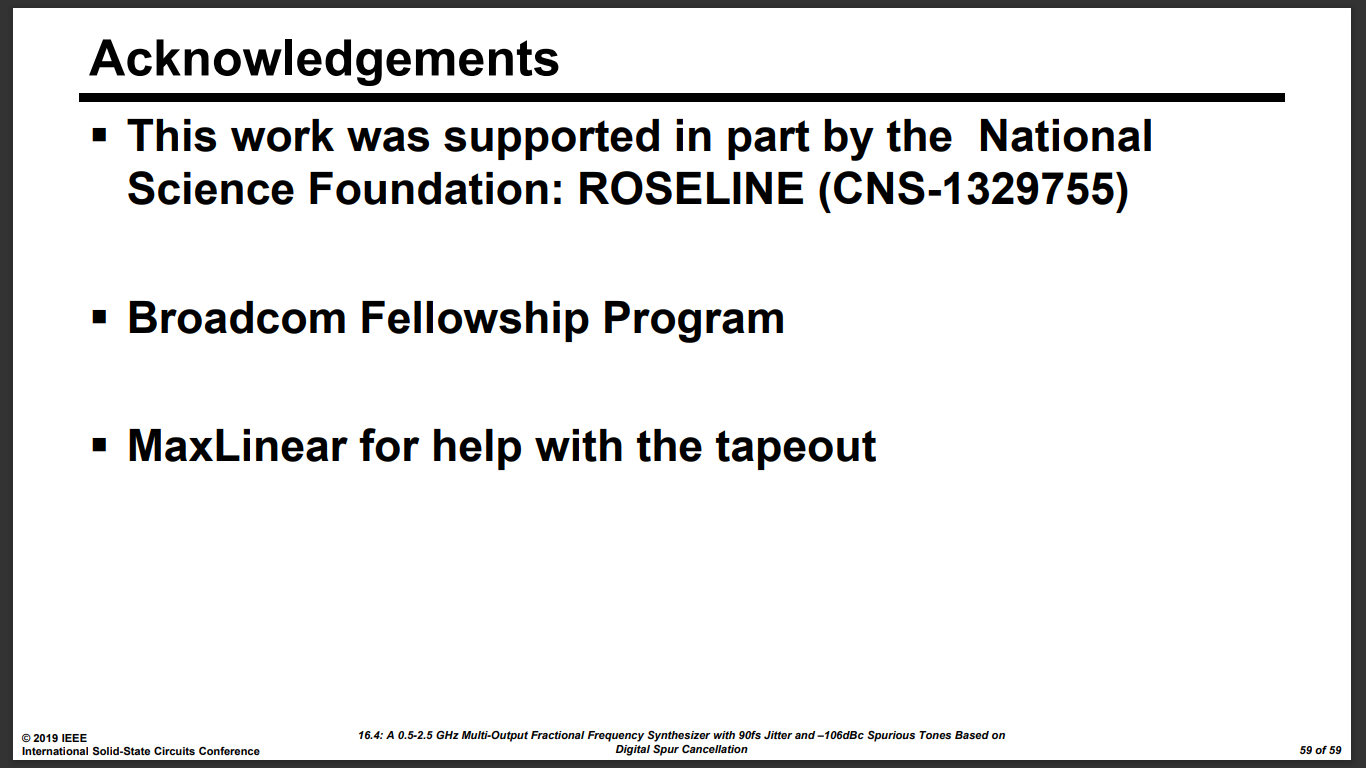 Acknowledgements
▪ This work was supported in part by the  National
Science Foundation: ROSELINE (CNS-1329755)
▪ Broadcom Fellowship Program
▪ MaxLinear for help with the tapeout
© 2019 IEEE
International Solid-State Circuits Conference
16.4: A 0.5-2.5 GHz Multi-Output Fractional Frequency Synthesizer with 90fs Jitter and –106dBc Spurious Tones Based on
Digital Spur Cancellation
59 of 59